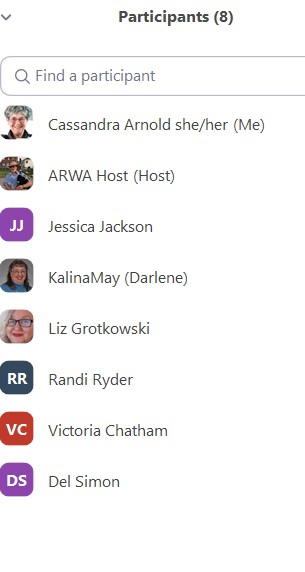 Participants (8)
Find a participant
Cassandra Arnold she/her (Me)
ARWA Host (Host)
JJ Jessica Jackson
KalinaMay (Darlene)
Liz Grotkowski
RR Randi Ryder
VC Victoria Chatham
DS Del Simon